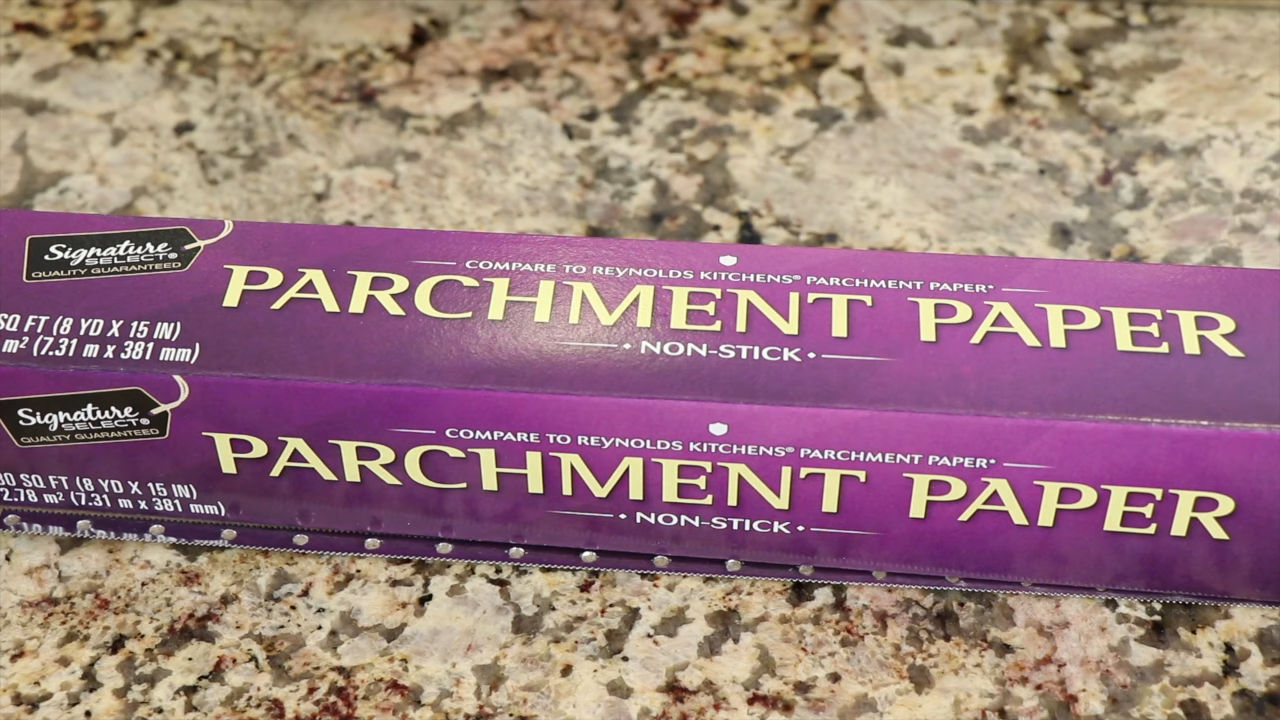 Signature
SELECT®
QUALITY GUARANTEED
COMPARE TO REYNOLDS KITCHENS® PARCHMENT PAPER*
PARCHMENT PAPER
NON-STICK
SQ FT (8 YD X 15 IN)
m² (7.31 m x 381 mm)
Signature
SELECT®
QUALITY GUARANTEED
COMPARE TO REYNOLDS KITCHENS® PARCHMENT PAPER*
PARCHMENT PAPER
NON-STICK
SQ FT (8 YD X 15 IN)
2.78 m² (7.31 m x 381 mm)